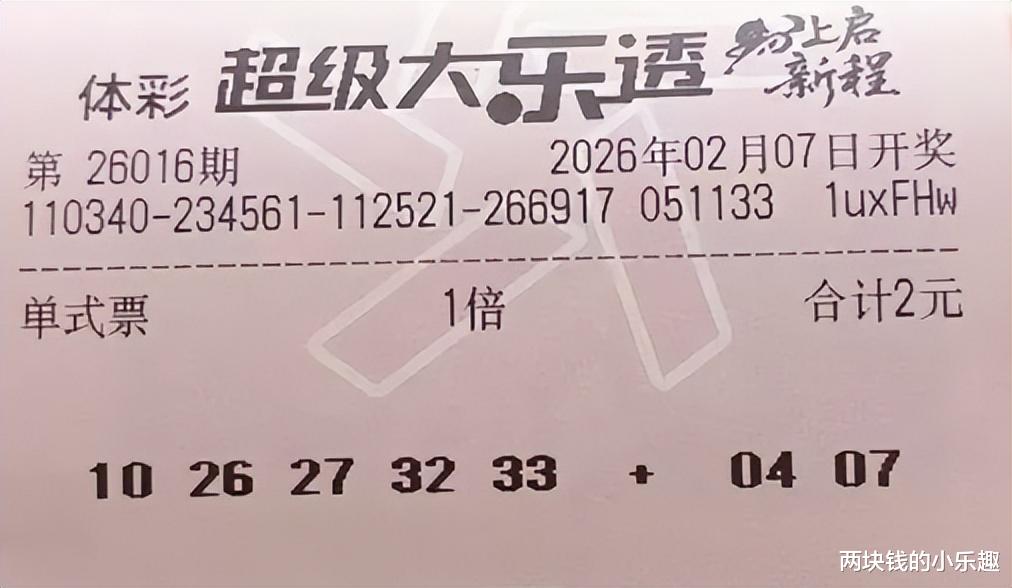 体彩 超级大乐透 马上启新程
第 26016期 2026年02月07日开奖
110340-234561-112521-266917 051133 1uxFHw
单式票 1倍 合计2元
10 26 27 32 33 + 04 07
两块钱的小乐趣